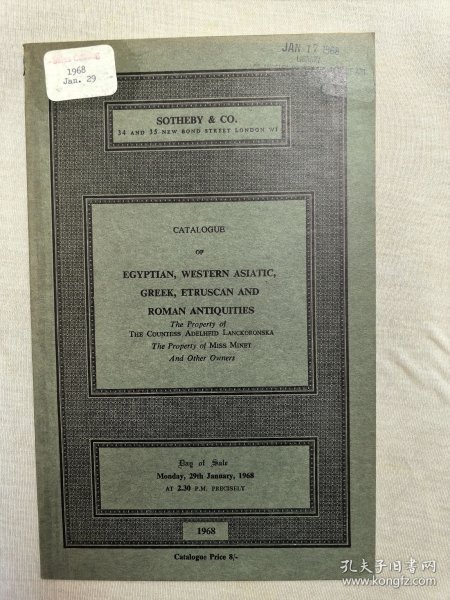 1968
Jan. 29
JAN 17 1968
LIBRARY
SOTHEBY & CO.
34 AND 35 NEW BOND STREET LONDON W1
CATALOGUE
OF
EGYPTIAN, WESTERN ASIATIC,
GREEK, ETRUSCAN AND
ROMAN ANTIQUITIES
The Property of
THE COUNTESS ADELHEID LANCKORONSKA
The Property of MISS MINET
And Other Owners
Day of Sale
Monday, 29th January, 1968
AT 2.30 P.M. PRECISELY
1968
Catalogue Price 8/-
孔夫子旧书网
www.kongfz.com